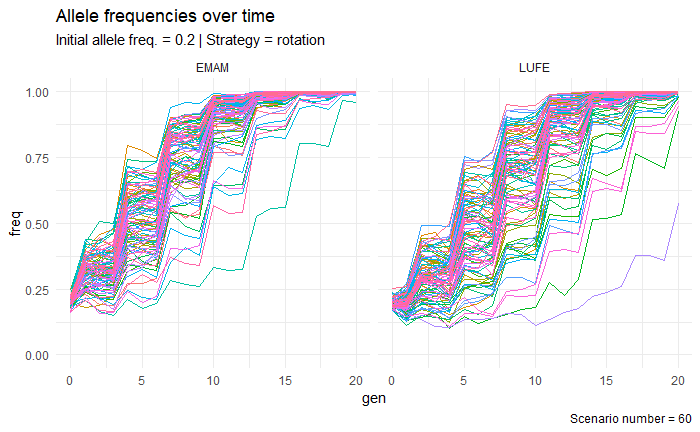 Allele frequencies over time
Initial allele freq. = 0.2 | Strategy = rotation
EMAM LUFE
1.00
0.75
0.50
0.25
0.00
freq
0 5 10 15 20 0 5 10 15 20
gen
Scenario number = 60